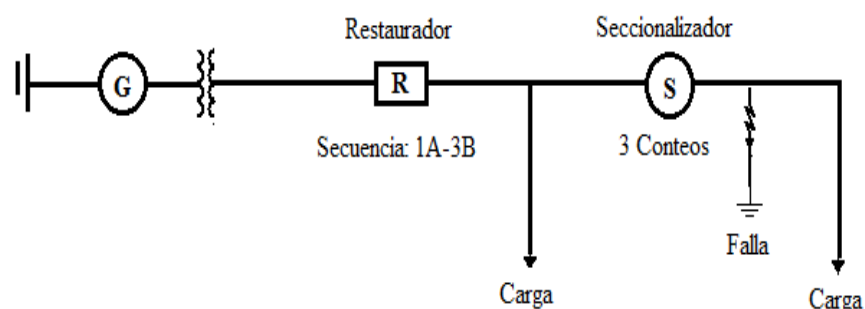 Restaurador
Seccionalizador
G
R
S
Secuencia: 1A-3B
3 Conteos
Falla
Carga
Carga